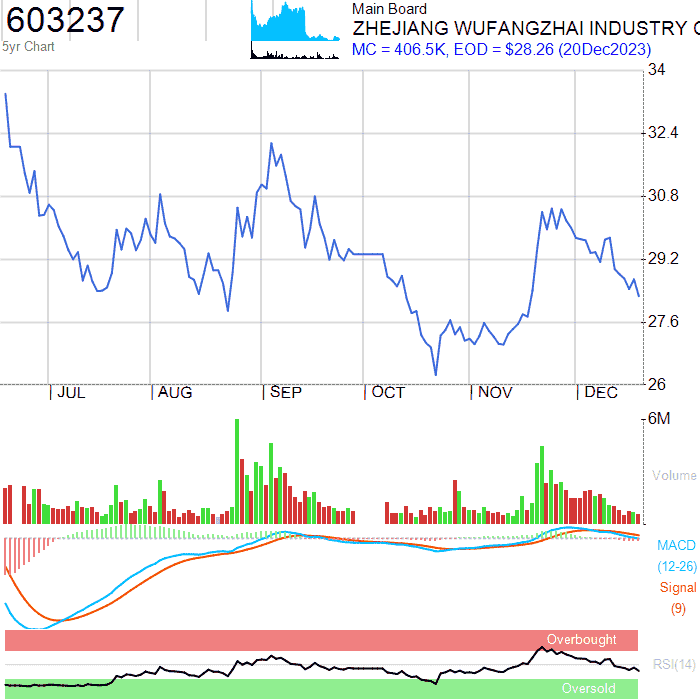 603237
5yr Chart
Main Board
ZHEJIANG WUFANGZHAI INDUSTRY
MC = 406.5K, EOD = $28.26 (20Dec2023)
34
32.4
30.8
29.2
27.6
26
JUL AUG SEP OCT NOV DEC
6M
Volume
MACD
(12-26)
Signal
(9)
Overbought
RSI(14)
Oversold